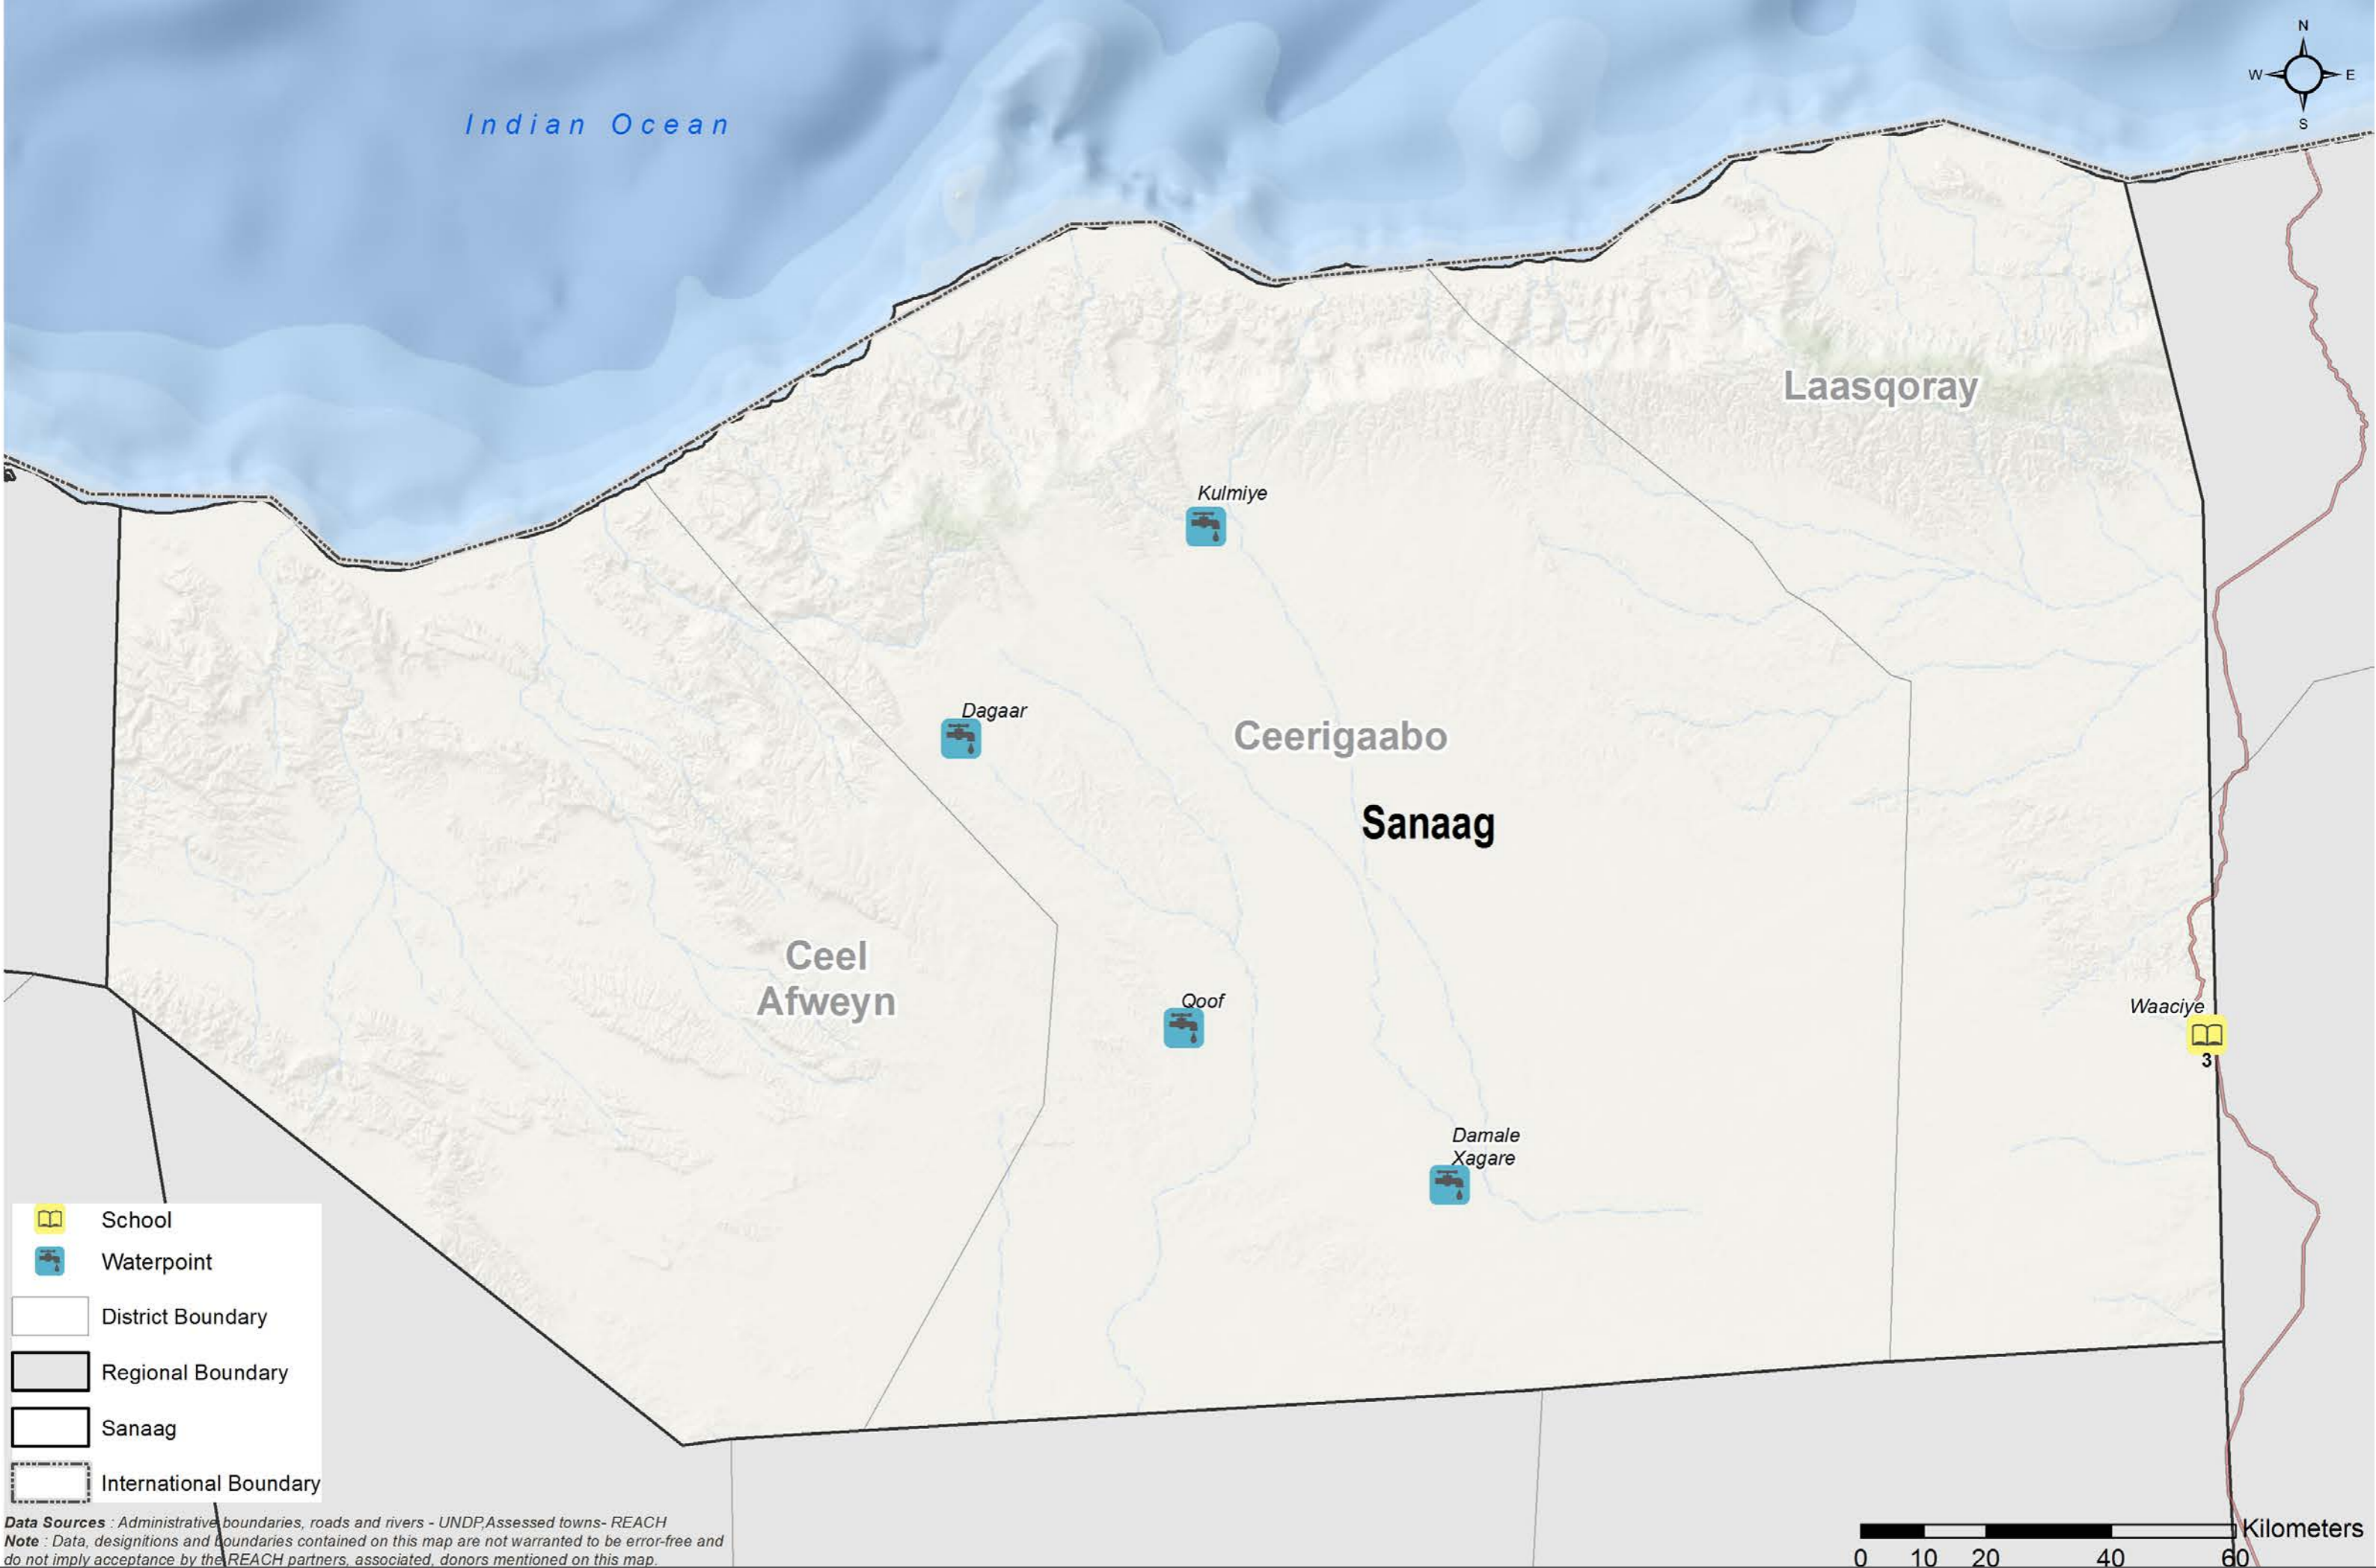 N
W E
S
Indian Ocean
Laasqoray
Kulmiye
Dagaar
Ceerigaabo
Sanaag
Ceel
Afweyn
Qoof
Waaciye
3
Damale
Xagare
School
Waterpoint
District Boundary
Regional Boundary
Sanaag
International Boundary
Data Sources : Administrative boundaries, roads and rivers - UNDP,Assessed towns- REACH
Note : Data, designitions and boundaries contained on this map are not warranted to be error-free and
do not imply acceptance by the REACH partners, associated, donors mentioned on this map.
Kilometers
0 10 20 40 60